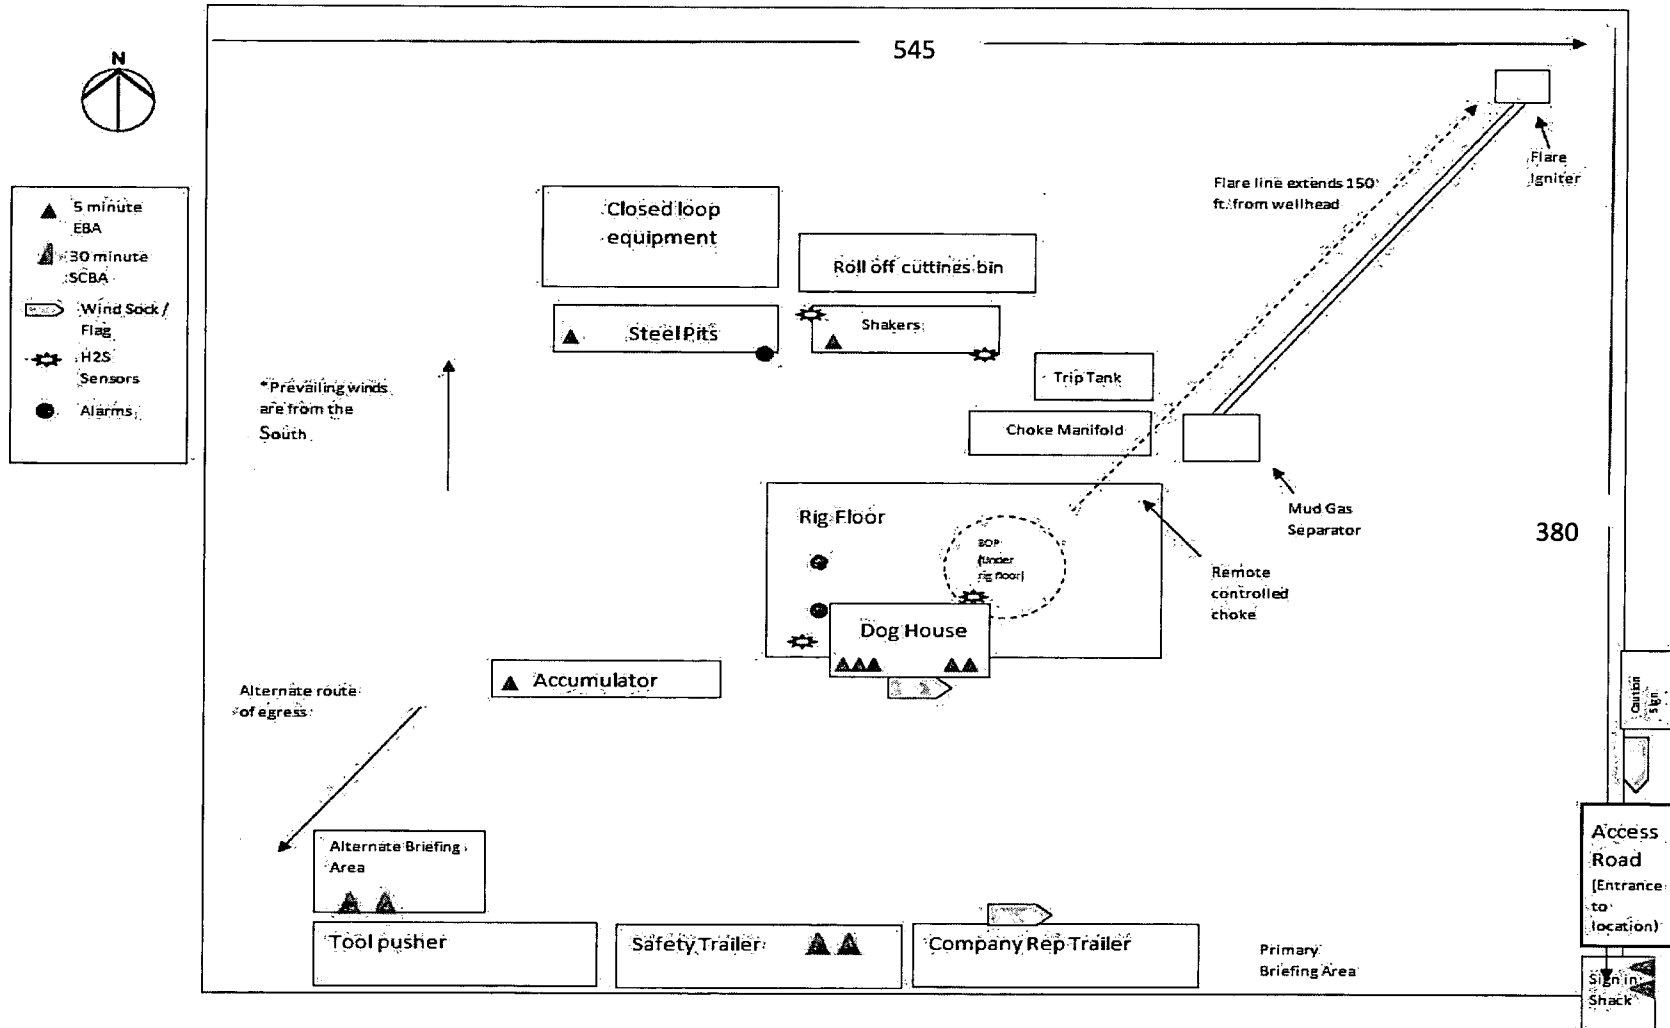 545
N
Flare
Igniter
Flare line extends 150
ft. from wellhead
5 minute
EBA
30 minute
SCBA
Wind Sock /
Flag
H2S
Sensors
Alarms
Closed loop
equipment
Roll off cuttings bin
Steel Pits
Shakers
Trip Tank
*Prevailing winds
are from the
South
Choke Manifold
Mud Gas
Separator
380
Rig Floor
BOP
(Under
rig floor)
Remote
controlled
choke
Dog House
Accumulator
Alternate route
of egress
Caution
Sign
Access
Road
(Entrance
to
location)
Alternate Briefing
Area
Tool pusher
Safety Trailer
Company Rep Trailer
Primary
Briefing Area
Sign in
Shack